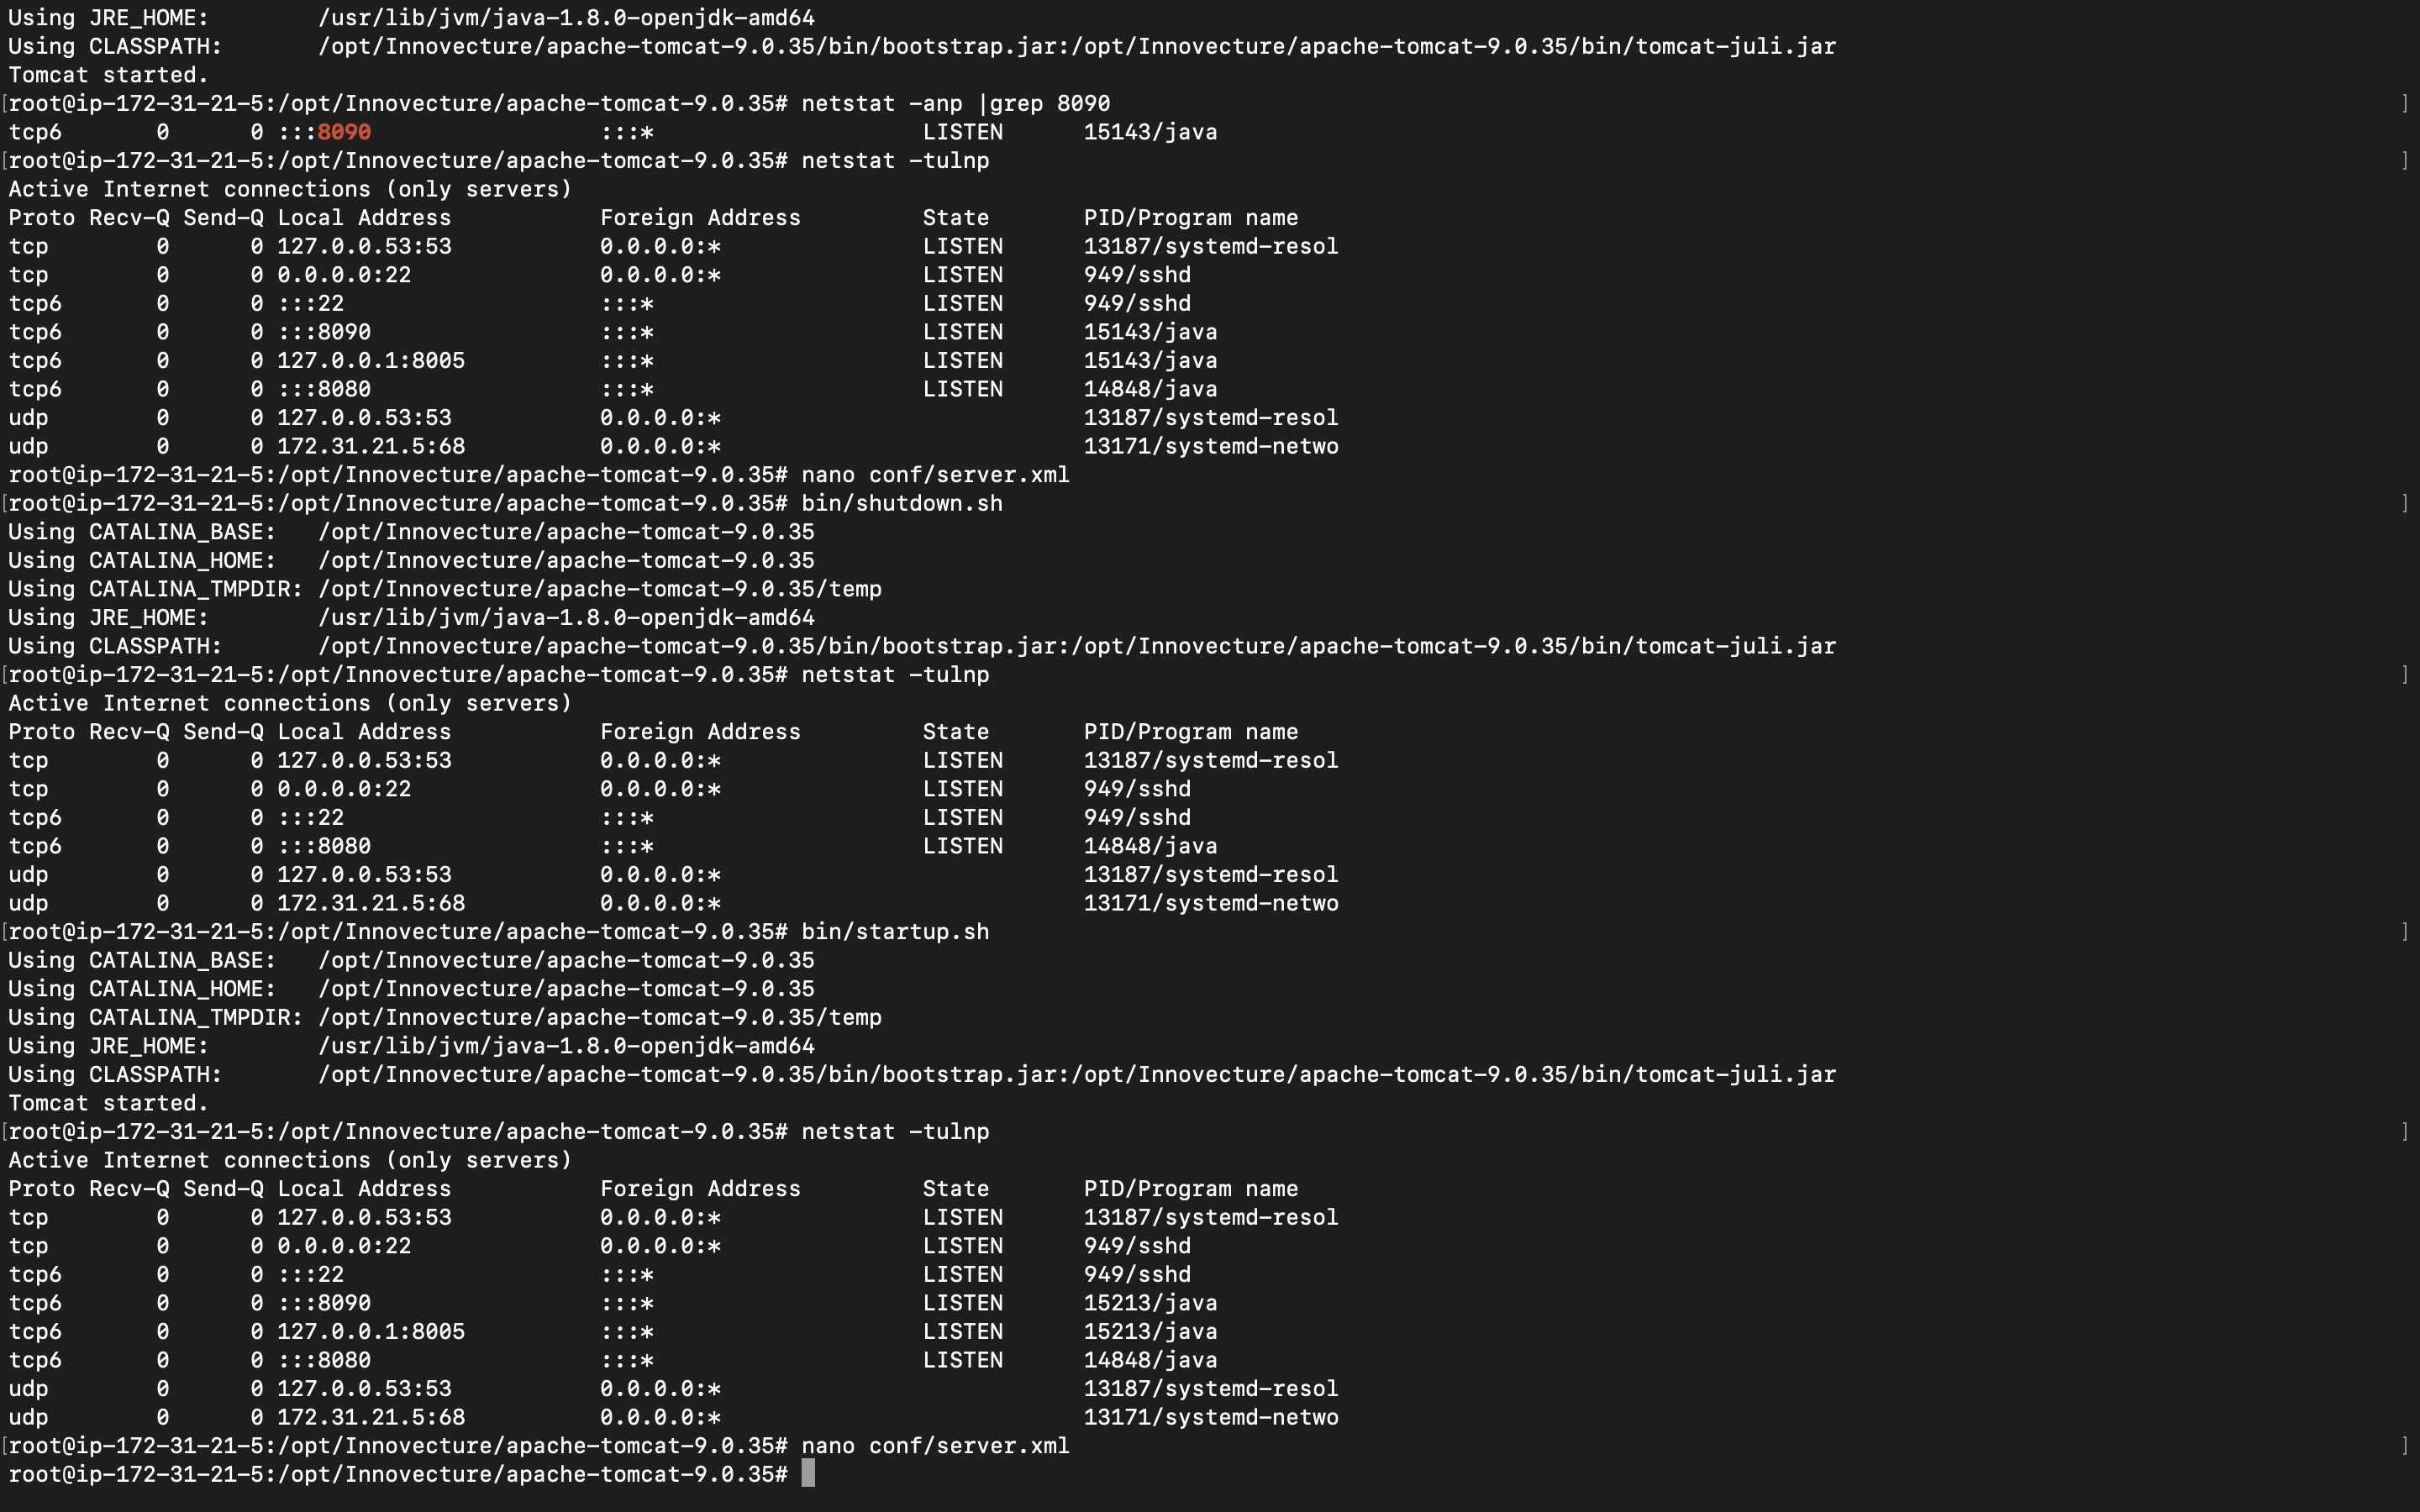 Using JRE_HOME:        /usr/lib/jvm/java-1.8.0-openjdk-amd64
Using CLASSPATH:       /opt/Innovecture/apache-tomcat-9.0.35/bin/bootstrap.jar:/opt/Innovecture/apache-tomcat-9.0.35/bin/tomcat-juli.jar
Tomcat started.
[root@ip-172-31-21-5:/opt/Innovecture/apache-tomcat-9.0.35# netstat -anp |grep 8090 ]
tcp6       0      0 :::8090                 :::*                    LISTEN      15143/java
[root@ip-172-31-21-5:/opt/Innovecture/apache-tomcat-9.0.35# netstat -tulnp ]
Active Internet connections (only servers)
Proto Recv-Q Send-Q Local Address           Foreign Address         State       PID/Program name
tcp        0      0 127.0.0.53:53           0.0.0.0:*               LISTEN      13187/systemd-resol
tcp        0      0 0.0.0.0:22              0.0.0.0:*               LISTEN      949/sshd
tcp6       0      0 :::22                   :::*                    LISTEN      949/sshd
tcp6       0      0 :::8090                 :::*                    LISTEN      15143/java
tcp6       0      0 127.0.0.1:8005          :::*                    LISTEN      15143/java
tcp6       0      0 :::8080                 :::*                    LISTEN      14848/java
udp        0      0 127.0.0.53:53           0.0.0.0:*                           13187/systemd-resol
udp        0      0 172.31.21.5:68          0.0.0.0:*                           13171/systemd-netwo
root@ip-172-31-21-5:/opt/Innovecture/apache-tomcat-9.0.35# nano conf/server.xml
[root@ip-172-31-21-5:/opt/Innovecture/apache-tomcat-9.0.35# bin/shutdown.sh ]
Using CATALINA_BASE:   /opt/Innovecture/apache-tomcat-9.0.35
Using CATALINA_HOME:   /opt/Innovecture/apache-tomcat-9.0.35
Using CATALINA_TMPDIR: /opt/Innovecture/apache-tomcat-9.0.35/temp
Using JRE_HOME:        /usr/lib/jvm/java-1.8.0-openjdk-amd64
Using CLASSPATH:       /opt/Innovecture/apache-tomcat-9.0.35/bin/bootstrap.jar:/opt/Innovecture/apache-tomcat-9.0.35/bin/tomcat-juli.jar
[root@ip-172-31-21-5:/opt/Innovecture/apache-tomcat-9.0.35# netstat -tulnp ]
Active Internet connections (only servers)
Proto Recv-Q Send-Q Local Address           Foreign Address         State       PID/Program name
tcp        0      0 127.0.0.53:53           0.0.0.0:*               LISTEN      13187/systemd-resol
tcp        0      0 0.0.0.0:22              0.0.0.0:*               LISTEN      949/sshd
tcp6       0      0 :::22                   :::*                    LISTEN      949/sshd
tcp6       0      0 :::8080                 :::*                    LISTEN      14848/java
udp        0      0 127.0.0.53:53           0.0.0.0:*                           13187/systemd-resol
udp        0      0 172.31.21.5:68          0.0.0.0:*                           13171/systemd-netwo
[root@ip-172-31-21-5:/opt/Innovecture/apache-tomcat-9.0.35# bin/startup.sh ]
Using CATALINA_BASE:   /opt/Innovecture/apache-tomcat-9.0.35
Using CATALINA_HOME:   /opt/Innovecture/apache-tomcat-9.0.35
Using CATALINA_TMPDIR: /opt/Innovecture/apache-tomcat-9.0.35/temp
Using JRE_HOME:        /usr/lib/jvm/java-1.8.0-openjdk-amd64
Using CLASSPATH:       /opt/Innovecture/apache-tomcat-9.0.35/bin/bootstrap.jar:/opt/Innovecture/apache-tomcat-9.0.35/bin/tomcat-juli.jar
Tomcat started.
[root@ip-172-31-21-5:/opt/Innovecture/apache-tomcat-9.0.35# netstat -tulnp ]
Active Internet connections (only servers)
Proto Recv-Q Send-Q Local Address           Foreign Address         State       PID/Program name
tcp        0      0 127.0.0.53:53           0.0.0.0:*               LISTEN      13187/systemd-resol
tcp        0      0 0.0.0.0:22              0.0.0.0:*               LISTEN      949/sshd
tcp6       0      0 :::22                   :::*                    LISTEN      949/sshd
tcp6       0      0 :::8090                 :::*                    LISTEN      15213/java
tcp6       0      0 127.0.0.1:8005          :::*                    LISTEN      15213/java
tcp6       0      0 :::8080                 :::*                    LISTEN      14848/java
udp        0      0 127.0.0.53:53           0.0.0.0:*                           13187/systemd-resol
udp        0      0 172.31.21.5:68          0.0.0.0:*                           13171/systemd-netwo
[root@ip-172-31-21-5:/opt/Innovecture/apache-tomcat-9.0.35# nano conf/server.xml ]
root@ip-172-31-21-5:/opt/Innovecture/apache-tomcat-9.0.35#